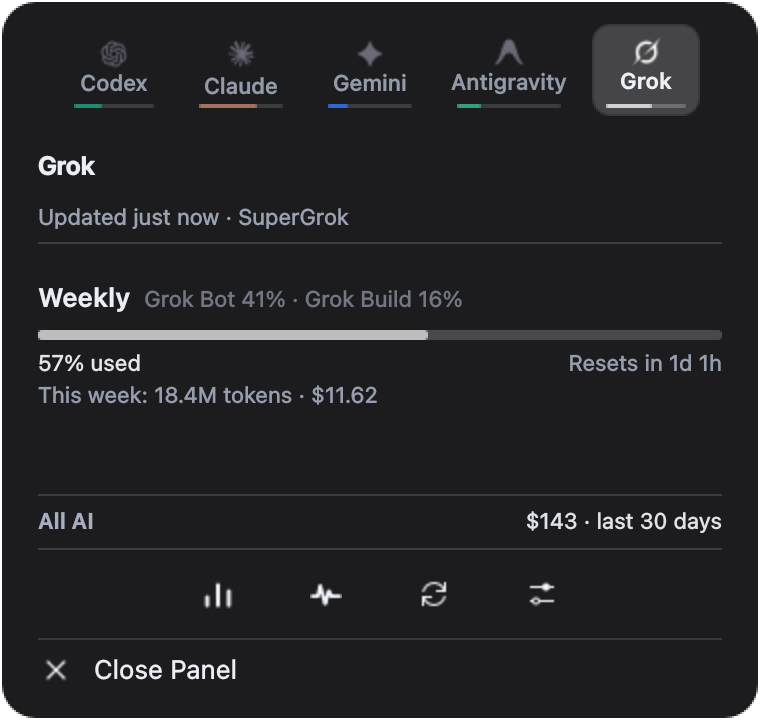 Codex Claude Gemini Antigravity Grok
Grok
Updated just now · SuperGrok
Weekly Grok Bot 41% · Grok Build 16%
57% used Resets in 1d 1h
This week: 18.4M tokens · $11.62
All AI $143 · last 30 days
Close Panel